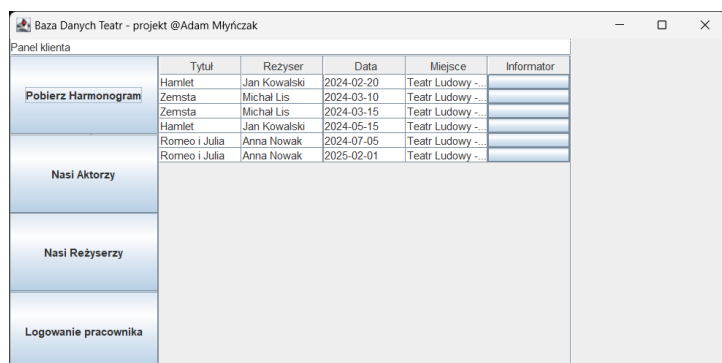 Baza Danych Teatr - projekt @Adam Młyńczak
Panel klienta
Pobierz Harmonogram
Nasi Aktorzy
Nasi Reżyserzy
Logowanie pracownika
Tytuł Reżyser Data Miejsce Informator
Hamlet Jan Kowalski 2024-02-20 Teatr Ludowy -...
Zemsta Michał Lis 2024-03-10 Teatr Ludowy -...
Zemsta Michał Lis 2024-03-15 Teatr Ludowy -...
Hamlet Jan Kowalski 2024-05-15 Teatr Ludowy -...
Romeo i Julia Anna Nowak 2024-07-05 Teatr Ludowy -...
Romeo i Julia Anna Nowak 2025-02-01 Teatr Ludowy -...